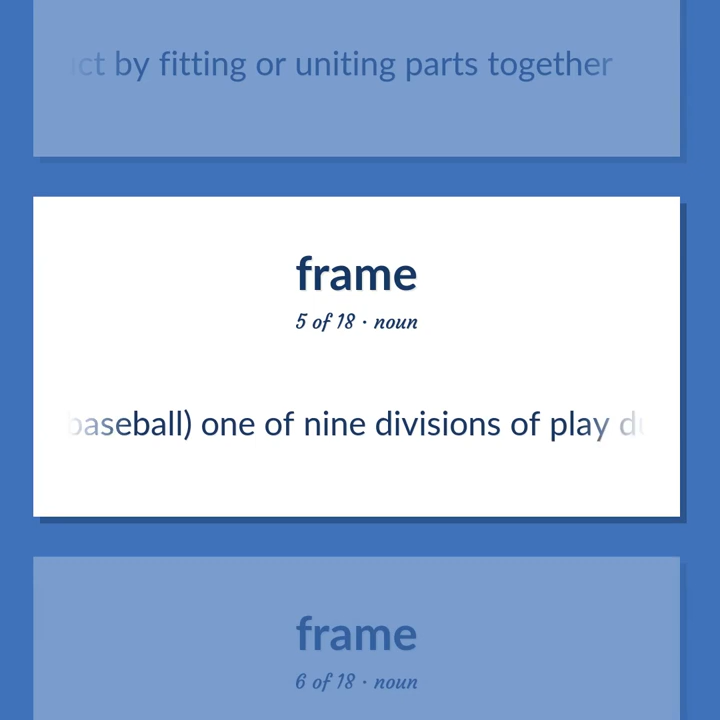 by fitting or uniting parts together
frame
5 of 18 · noun
baseball) one of nine divisions of play
frame
6 of 18 · noun